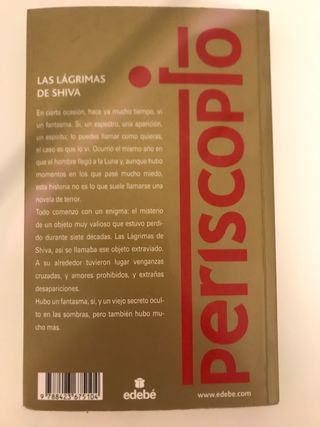 LAS LÁGRIMAS
DE SHIVA
En cierta ocasión, hace ya mucho tiempo, vi
un fantasma. Sí, un espectro, una aparición,
un espíritu; lo puedes llamar como quieras,
el caso es que lo vi. Ocurrió el mismo año en
que el hombre llegó a la Luna y, aunque hubo
momentos en los que pasé mucho miedo,
esta historia no es lo que suele llamarse una
novela de terror.
Todo comenzó con un enigma: el misterio
de un objeto muy valioso que estuvo perdi-
do durante siete décadas. Las Lágrimas de
Shiva, así se llamaba ese objeto extraviado.
A su alrededor tuvieron lugar venganzas
cruzadas, y amores prohibidos, y extrañas
desapariciones.
Hubo un fantasma, sí, y un viejo secreto ocul-
to en las sombras, pero también hubo mu-
cho más.
periscopio
9788423675104
edebé
www.edebe.com